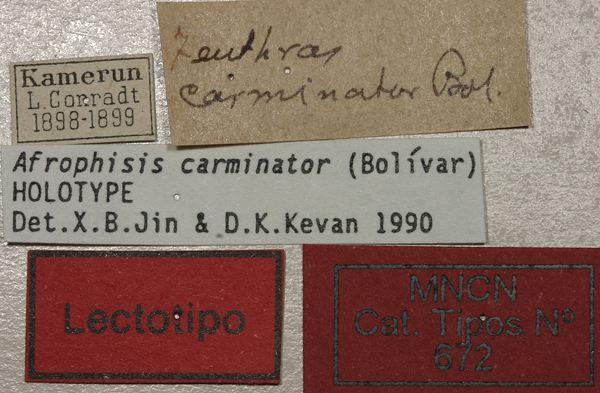 Kamerun
L. Conradt
1898-1899
Zeuthras
carminator Bol.
Afrophisis carminator (Bolívar)
HOLOTYPE
Det.X.B.Jin & D.K.Kevan 1990
Lectotipo
MNCN
Cat. Tipos Nº
672